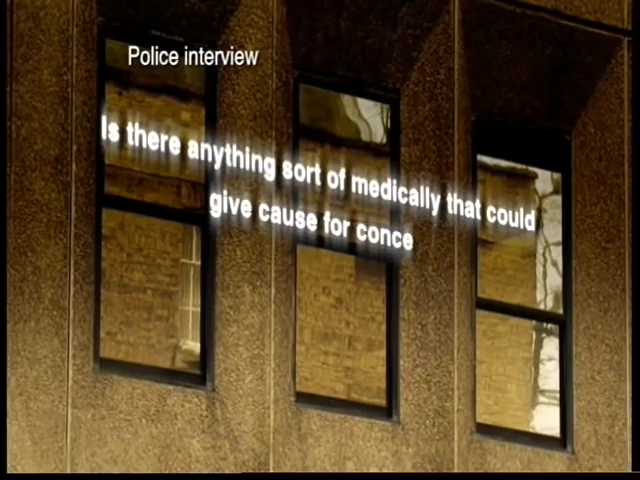 Police interview
Is there anything sort of medically that could
give cause for conce